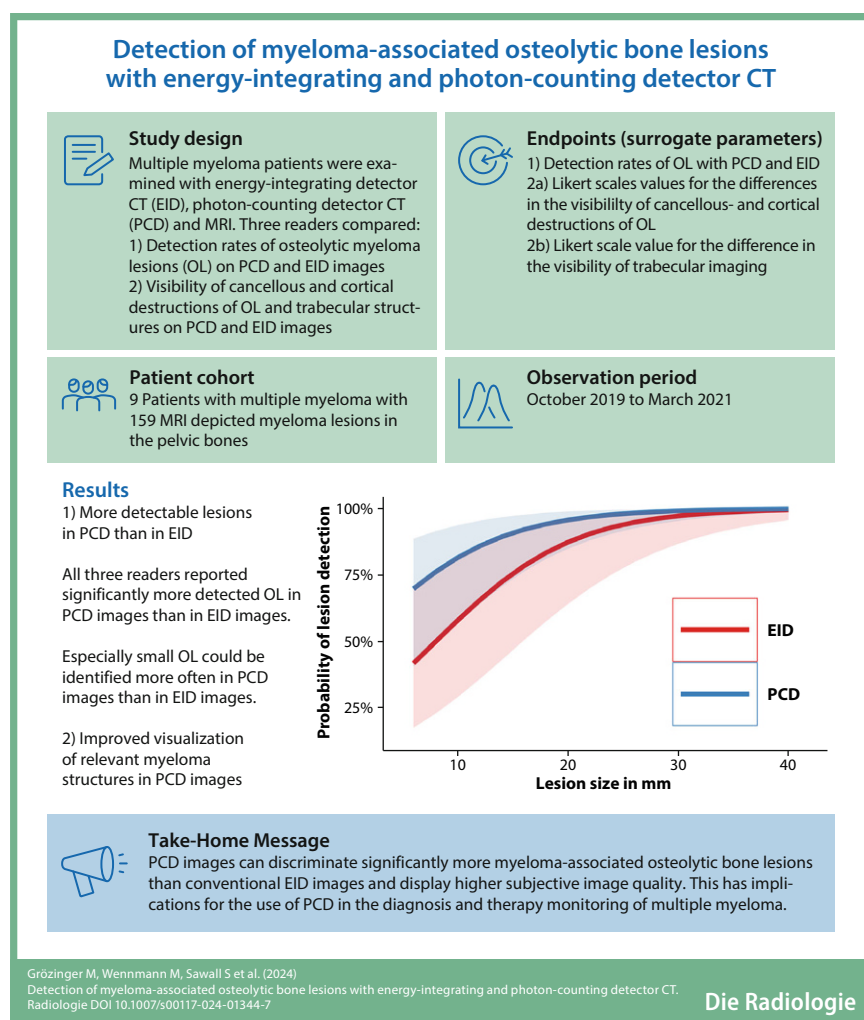 Detection of myeloma-associated osteolytic bone lesions
with energy-integrating and photon-counting detector CT
Study design
Multiple myeloma patients were exa-
mined with energy-integrating detector
CT (EID), photon-counting detector CT
(PCD) and MRI. Three readers compared:
1) Detection rates of osteolytic myeloma
lesions (OL) on PCD and EID images
2) Visibility of cancellous and cortical
destructions of OL and trabecular struct-
ures on PCD and EID images
Endpoints (surrogate parameters)
1) Detection rates of OL with PCD and EID
2a) Likert scales values for the differences
in the visibililty of cancellous- and cortical
destructions of OL
2b) Likert scale value for the difference in
the visibility of trabecular imaging
Patient cohort
9 Patients with multiple myeloma with
159 MRI depicted myeloma lesions in
the pelvic bones
Observation period
October 2019 to March 2021
Results
1) More detectable lesions
in PCD than in EID
All three readers reported
significantly more detected OL in
PCD images than in EID images.
Especially small OL could be
identified more often in PCD
images than in EID images.
2) Improved visualization
of relevant myeloma
structures in PCD images
Probability of lesion detection
100%
75%
50%
25%
10
20
30
40
Lesion size in mm
EID
PCD
Take-Home Message
PCD images can discriminate significantly more myeloma-associated osteolytic bone lesions
than conventional EID images and display higher subjective image quality. This has impli-
cations for the use of PCD in the diagnosis and therapy monitoring of multiple myeloma.
Grözinger M, Wennmann M, Sawall S et al. (2024)
Detection of myeloma-associated osteolytic bone lesions with energy-integrating and photon-counting detector CT.
Radiologie DOI 10.1007/s00117-024-01344-7
Die Radiologie